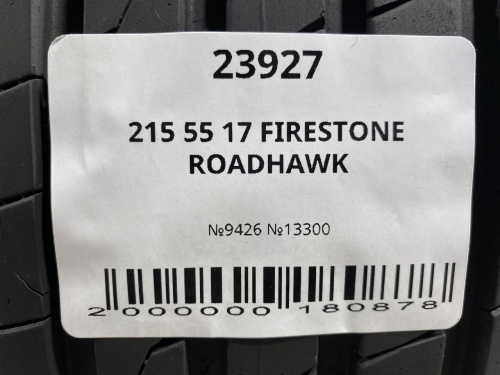 23927
215 55 17 FIRESTONE
ROADHAWK
№9426 №13300
2 000000 180878